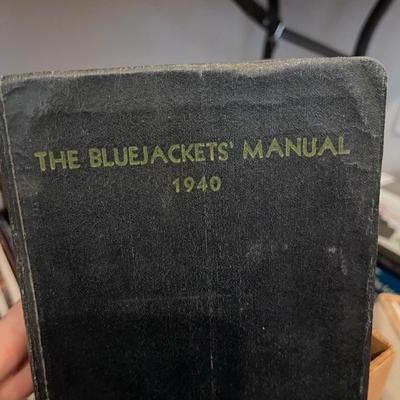 THE BLUEJACKETS' MANUAL
1940